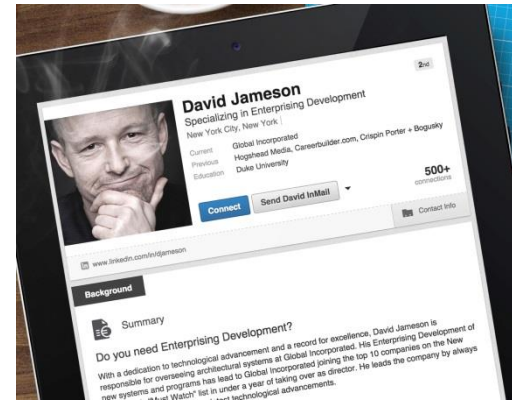 David Jameson
2nd
Specializing in Enterprising Development
New York City, New York
Current Global Incorporated
Previous Hogshead Media, Careerbuilder.com, Crispin Porter + Bogusky
Education Duke University
Connect Send David InMail
500+
connections
www.linkedin.com/in/djameson
Contact Info
Background
Summary
Do you need Enterprising Development?
With a dedication to technological advancement and a record for excellence, David Jameson is
responsible for overseeing architectural systems at Global Incorporated. His Enterprising Development of
new systems and programs has lead to Global Incorporated joining the top 10 companies on the New
"Must Watch" list in under a year of taking over as director. He leads the company by always
latest technological advancements.